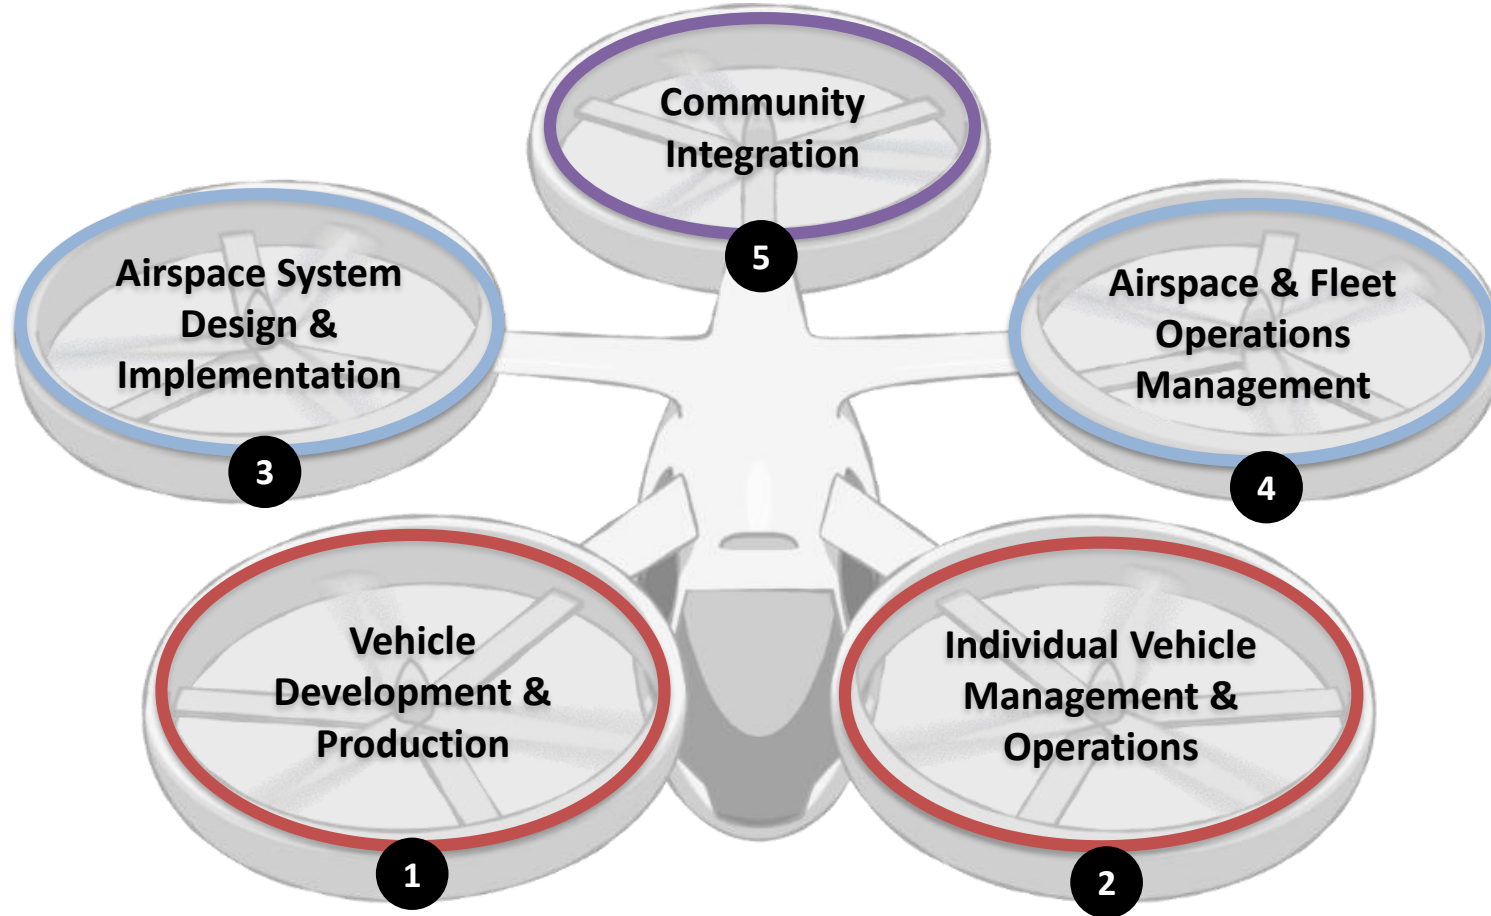 Community
Integration
5
Airspace System
Design &
Implementation
3
Airspace & Fleet
Operations
Management
4
Vehicle
Development &
Production
1
Individual Vehicle
Management &
Operations
2